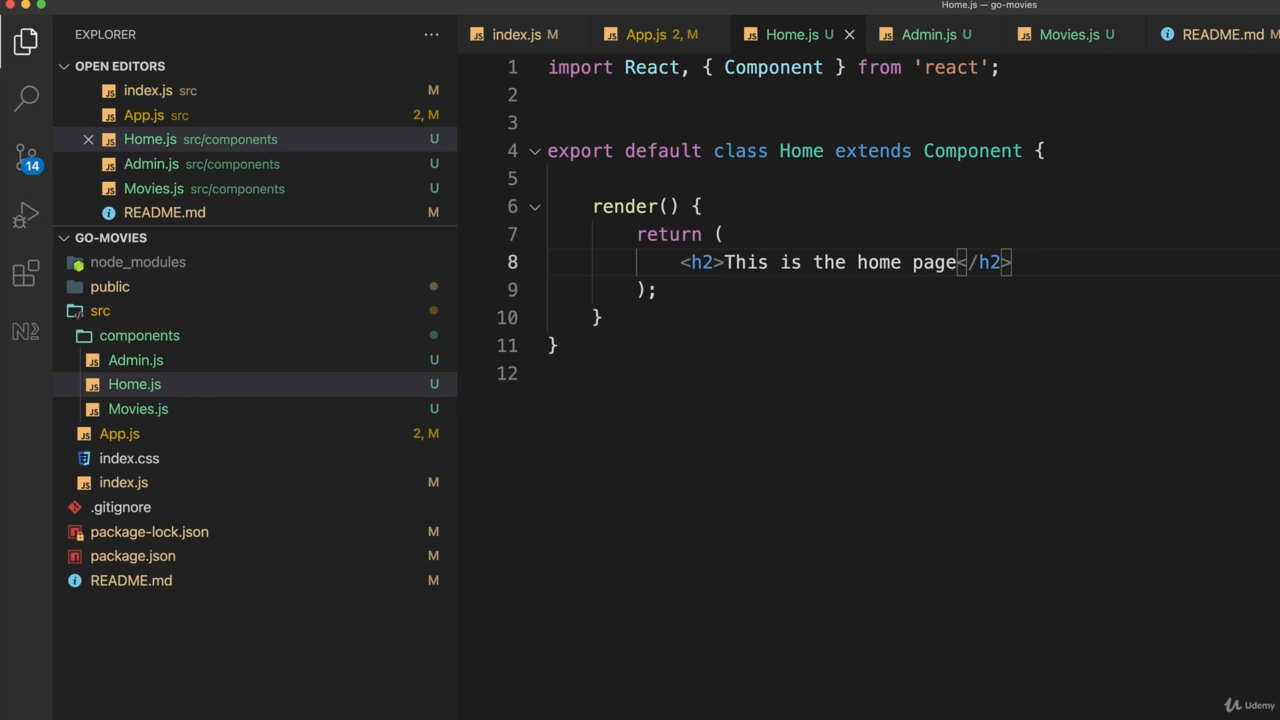 Home.js — go-movies
EXPLORER
index.js M
App.js 2, M
Home.js U
Admin.js U
Movies.js U
README.md M
OPEN EDITORS
index.js src M
App.js src 2, M
Home.js src/components U
Admin.js src/components U
Movies.js src/components U
README.md M
GO-MOVIES
node_modules
public
src
components
Admin.js U
Home.js U
Movies.js U
App.js 2, M
index.css
index.js M
.gitignore
package-lock.json M
package.json M
README.md M
14
1 import React, { Component } from 'react';
2
3
4 export default class Home extends Component {
5
6 render() {
7 return (
8 <h2>This is the home page</h2>
9 );
10 }
11 }
12
Udemy